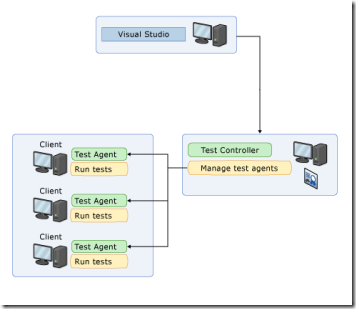 Visual Studio
Test Controller
Manage test agents
Client
Test Agent
Run tests
Client
Test Agent
Run tests
Client
Test Agent
Run tests